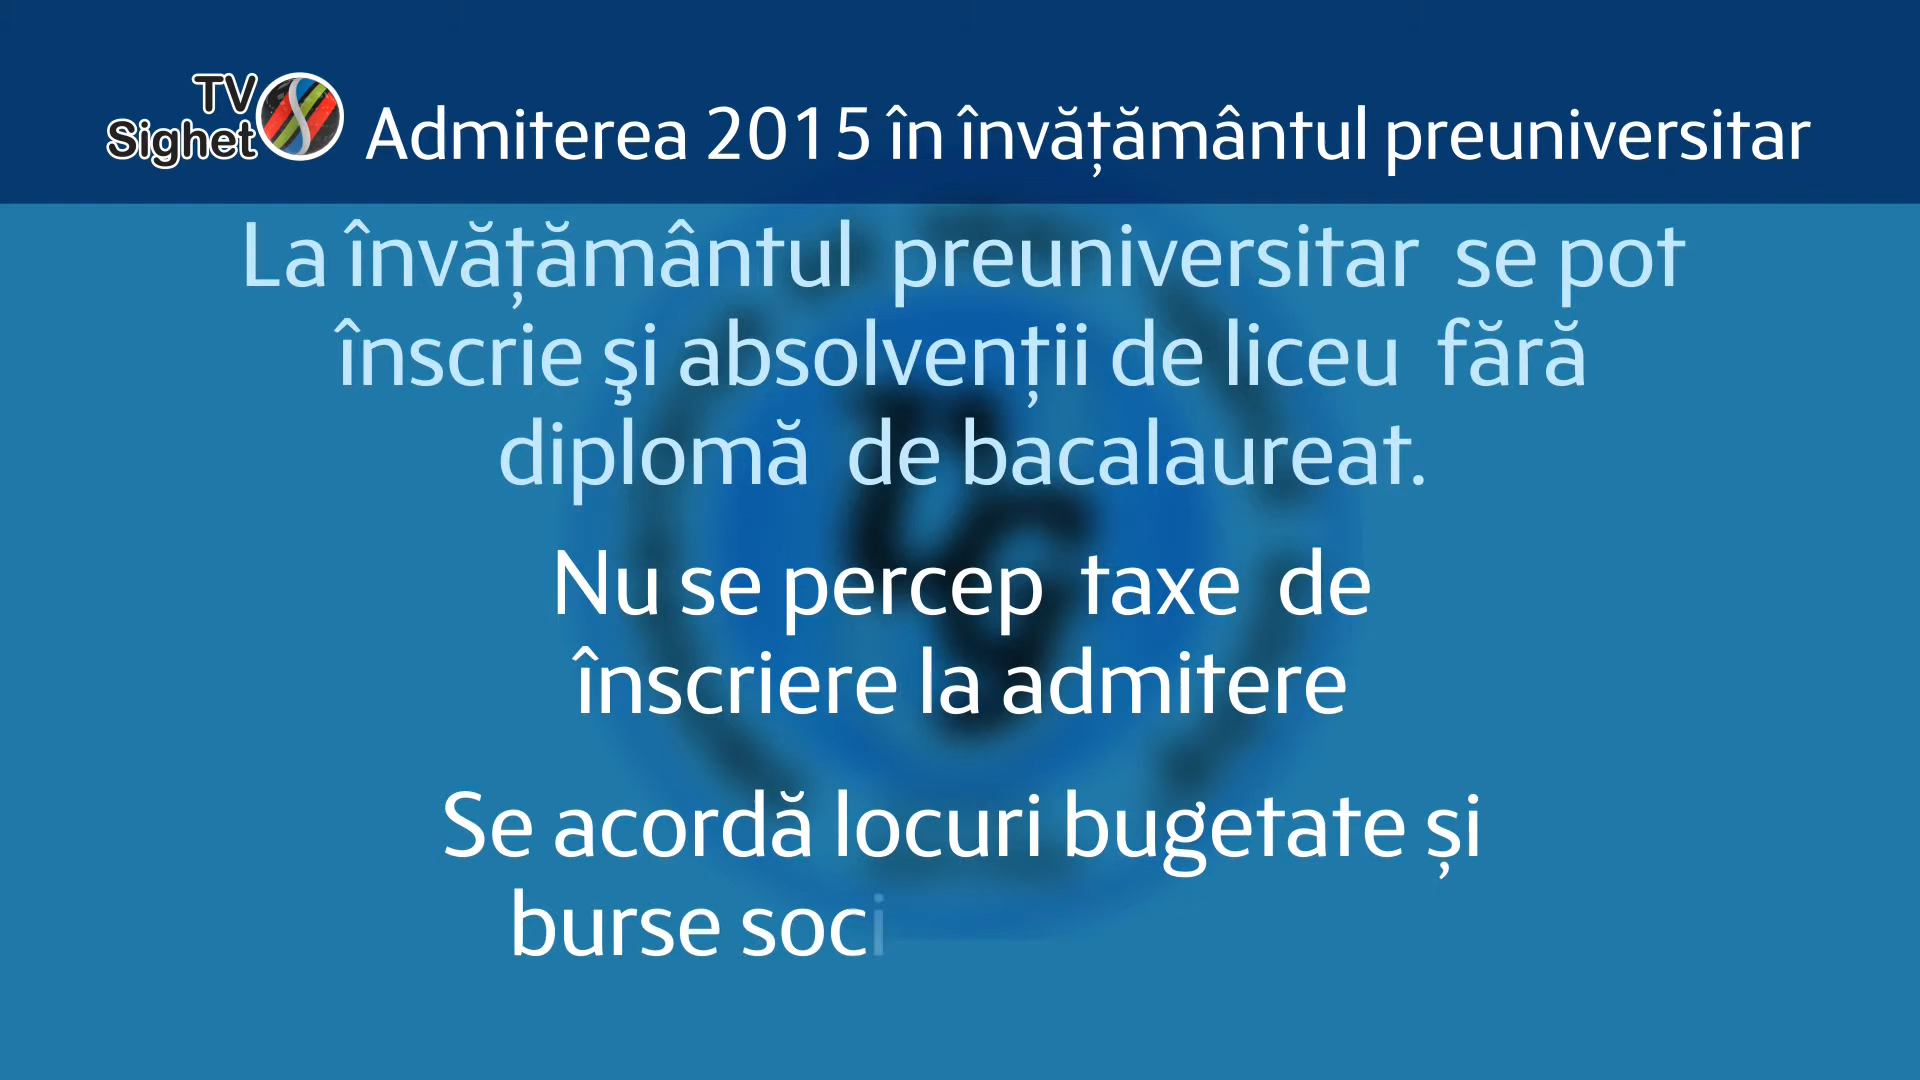 TV
Sighet
Admiterea 2015 în învățământul preuniversitar
La învățământul preuniversitar se pot
înscrie şi absolvenții de liceu fără
diplomă de bacalaureat.
Nu se percep taxe de
înscriere la admitere
Se acordă locuri bugetate și
burse soci